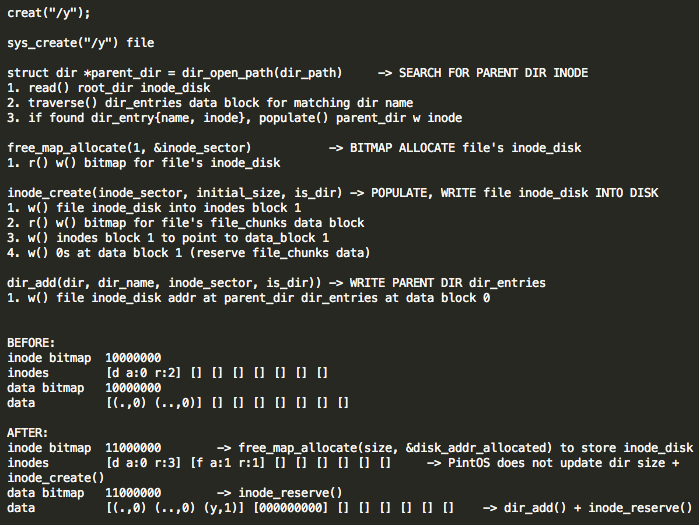 creat("/y");
sys_create("/y") file
struct dir *parent_dir = dir_open_path(dir_path)     -> SEARCH FOR PARENT DIR INODE
1. read() root_dir inode_disk
2. traverse() dir_entries data block for matching dir name
3. if found dir_entry{name, inode}, populate() parent_dir w inode
free_map_allocate(1, &inode_sector)           -> BITMAP ALLOCATE file's inode_disk
1. r() w() bitmap for file's inode_disk
inode_create(inode_sector, initial_size, is_dir) -> POPULATE, WRITE file inode_disk INTO DISK
1. w() file inode_disk into inodes block 1
2. r() w() bitmap for file's file_chunks data block
3. w() inodes block 1 to point to data_block 1
4. w() 0s at data block 1 (reserve file_chunks data)
dir_add(dir, dir_name, inode_sector, is_dir)) -> WRITE PARENT DIR dir_entries
1. w() file inode_disk addr at parent_dir dir_entries at data block 0
BEFORE:
inode bitmap  10000000
inodes        [d a:0 r:2] [] [] [] [] [] [] []
data bitmap   10000000
data          [(.,0) (..,0)] [] [] [] [] [] [] []
AFTER:
inode bitmap  11000000        -> free_map_allocate(size, &disk_addr_allocated) to store inode_disk
inodes        [d a:0 r:3] [f a:1 r:1] [] [] [] [] [] []     -> PintOS does not update dir size +
inode_create()
data bitmap   11000000        -> inode_reserve()
data          [(.,0) (..,0) (y,1)] [000000000] [] [] [] [] [] []    -> dir_add() + inode_reserve()